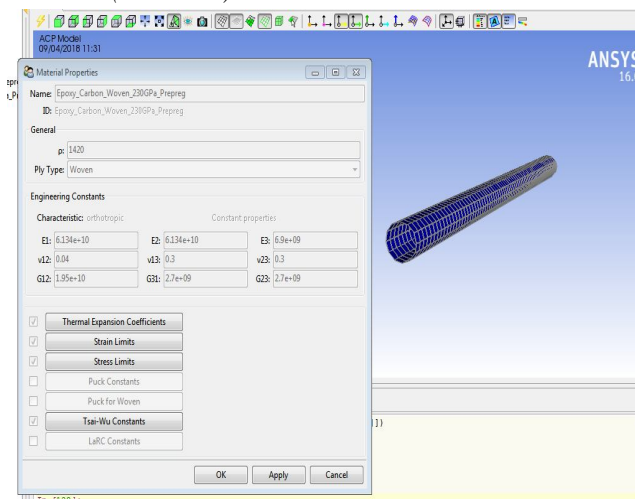 ACP Model
09/04/2018 11:31
ANSYS
16.
Material Properties
Name: Epoxy_Carbon_Woven_230GPa_Prepreg
ID: Epoxy_Carbon_Woven_230GPa_Prepreg
General
ρ: 1420
Ply Type: Woven
Engineering Constants
Characteristic: orthotropic Constant properties
E1: 6.134e+10 E2: 6.134e+10 E3: 6.9e+09
ν12: 0.04 ν13: 0.3 ν23: 0.3
G12: 1.95e+10 G31: 2.7e+09 G23: 2.7e+09
Thermal Expansion Coefficients
Strain Limits
Stress Limits
Puck Constants
Puck for Woven
Tsai-Wu Constants
LaRC Constants
OK Apply Cancel
])